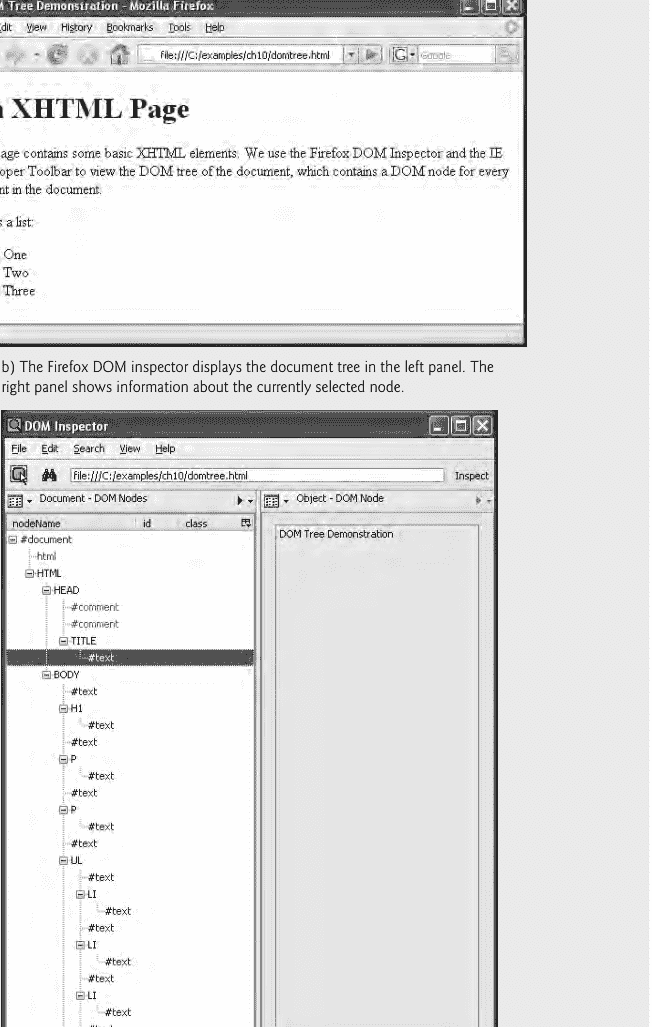 M Tree Demonstration - Mozilla Firefox
dit View History Bookmarks Tools Help
file:///C:/examples/ch10/domtree.html G Google
n XHTML Page
age contains some basic XHTML elements. We use the Firefox DOM Inspector and the IE
oper Toolbar to view the DOM tree of the document, which contains a DOM node for every
nt in the document.
s a list:
One
Two
Three
b) The Firefox DOM inspector displays the document tree in the left panel. The
right panel shows information about the currently selected node.
DOM Inspector
File Edit Search View Help
file:///C:/examples/ch10/domtree.html Inspect
Document - DOM Nodes Object - DOM Node
nodeName id class
DOM Tree Demonstration
#document
html
HTML
HEAD
#comment
#comment
TITLE
#text
BODY
#text
H1
#text
#text
P
#text
#text
P
#text
#text
UL
#text
LI
#text
#text
LI
#text
#text
LI
#text